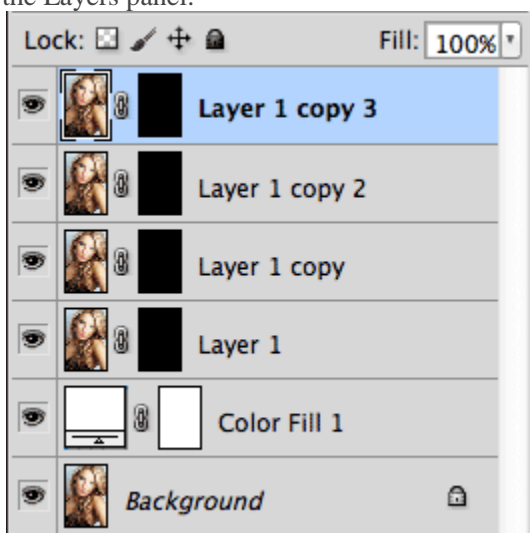 the Layers panel.
Lock: Fill: 100%
Layer 1 copy 3
Layer 1 copy 2
Layer 1 copy
Layer 1
Color Fill 1
Background